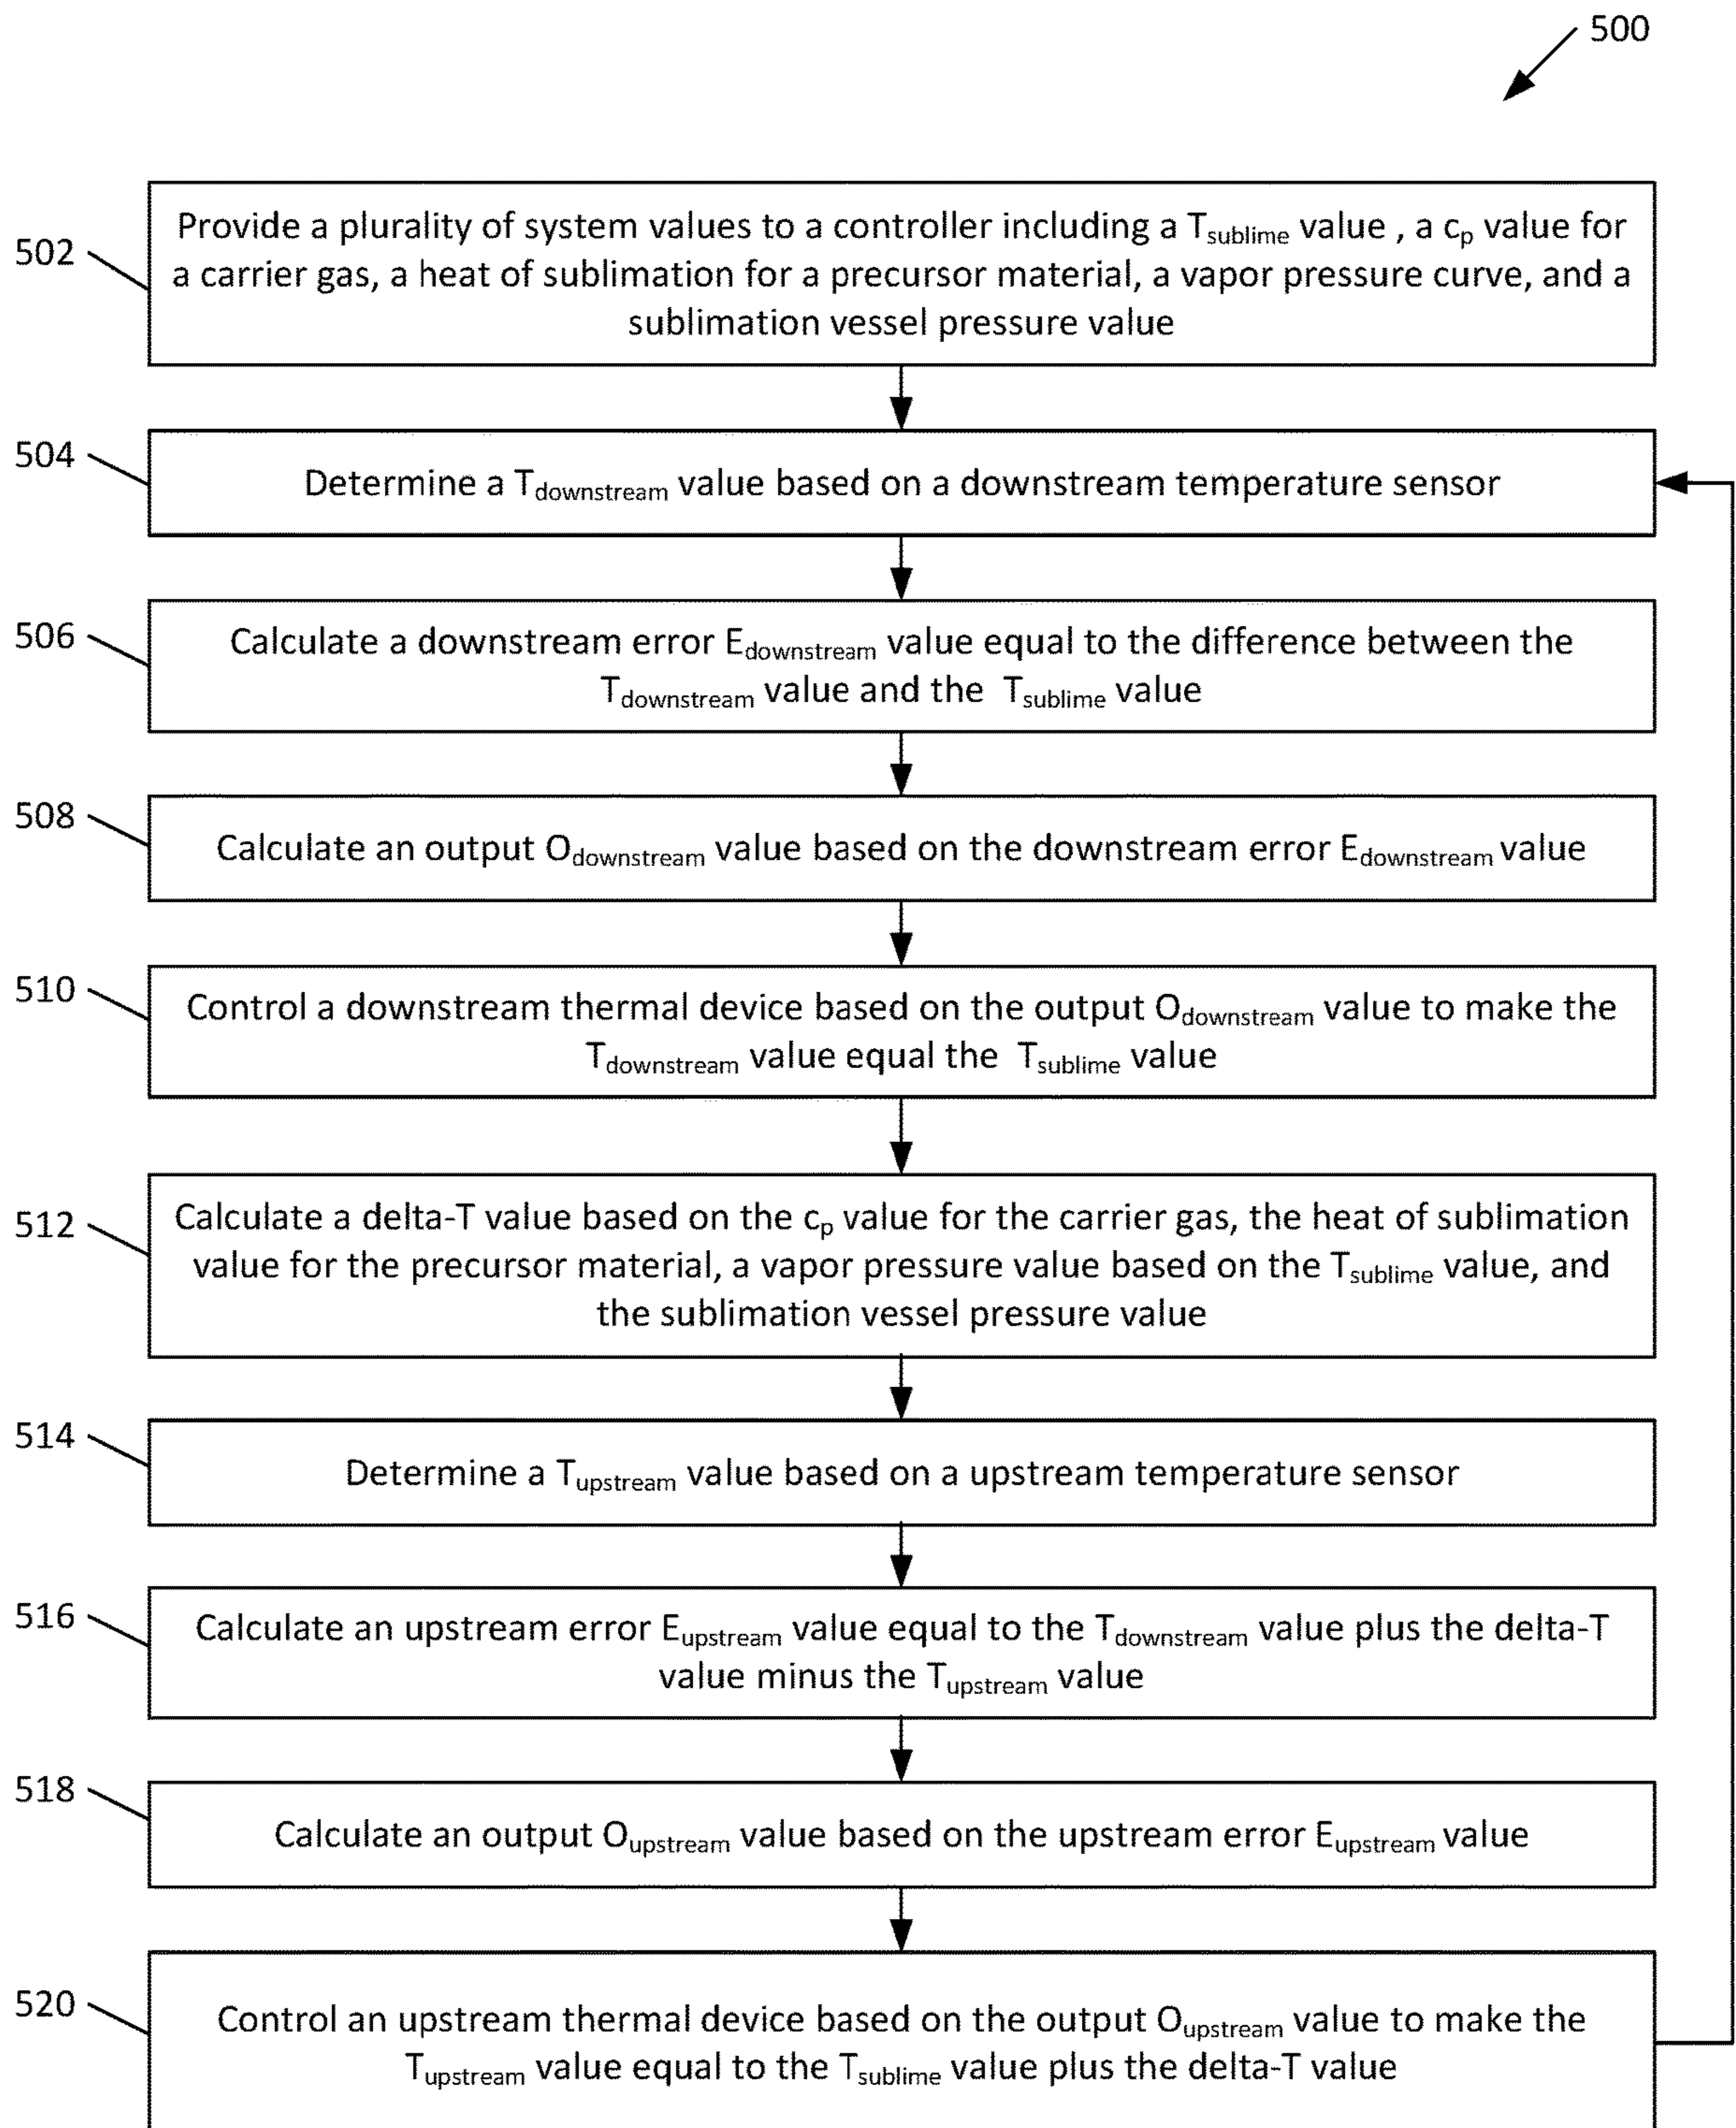 500
502
Provide a plurality of system values to a controller including a Tsublime value , a cp value for
a carrier gas, a heat of sublimation for a precursor material, a vapor pressure curve, and a
sublimation vessel pressure value
504
Determine a Tdownstream value based on a downstream temperature sensor
506
Calculate a downstream error Edownstream value equal to the difference between the
Tdownstream value and the Tsublime value
508
Calculate an output Odownstream value based on the downstream error Edownstream value
510
Control a downstream thermal device based on the output Odownstream value to make the
Tdownstream value equal the Tsublime value
512
Calculate a delta-T value based on the cp value for the carrier gas, the heat of sublimation
value for the precursor material, a vapor pressure value based on the Tsublime value, and
the sublimation vessel pressure value
514
Determine a Tupstream value based on a upstream temperature sensor
516
Calculate an upstream error Eupstream value equal to the Tdownstream value plus the delta-T
value minus the Tupstream value
518
Calculate an output Oupstream value based on the upstream error Eupstream value
520
Control an upstream thermal device based on the output Oupstream value to make the
Tupstream value equal to the Tsublime value plus the delta-T value